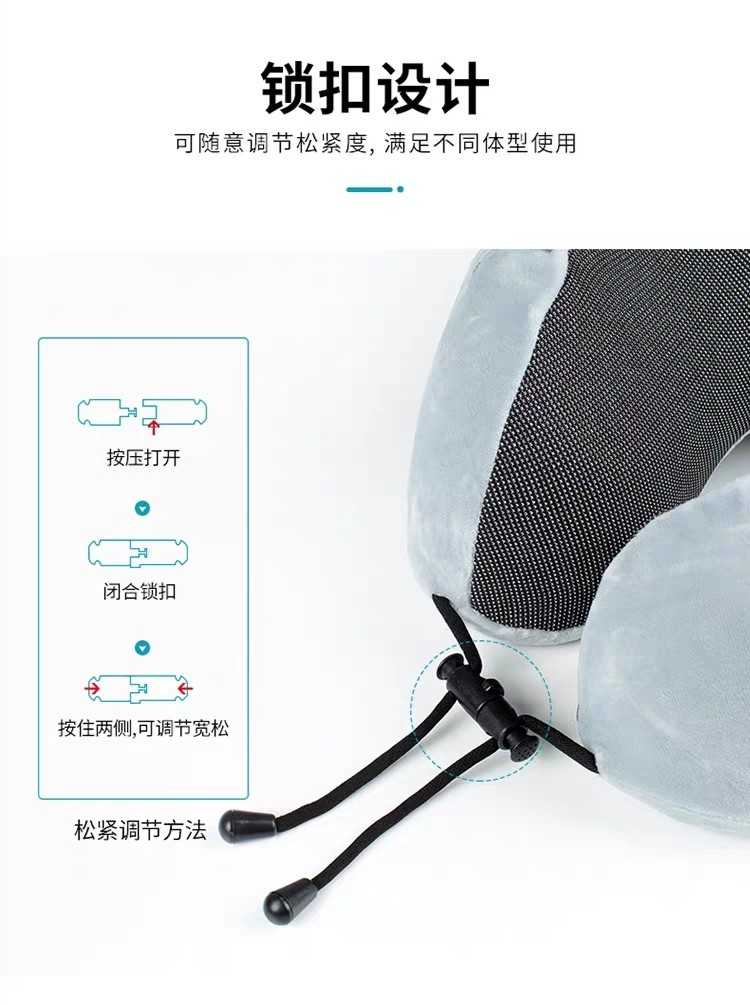 锁扣设计
可随意调节松紧度, 满足不同体型使用
按压打开
闭合锁扣
按住两侧,可调节宽松
松紧调节方法